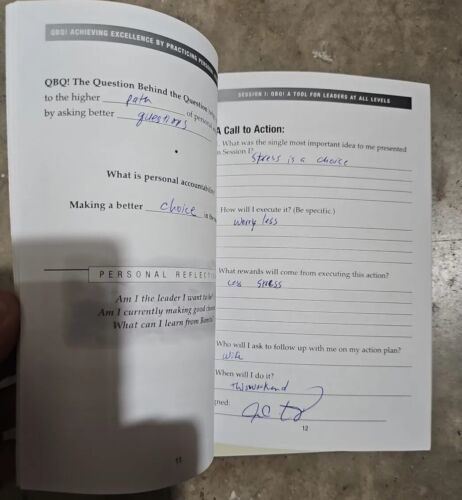 QBQ! ACHIEVING EXCELLENCE BY PRACTICING PERSONAL
QBQ! The Question Behind the Question
to the higher path of personal
by asking better questions
•
What is personal accountability
Making a better choice in the
PERSONAL REFLECT
Am I the leader I want to be?
Am I currently making good
What can I learn from
11
SESSION 1: QBQ! A TOOL FOR LEADERS AT ALL LEVELS
A Call to Action:
What was the single most important idea to me presented
n Session 1?
Stress is a choice
How will I execute it? (Be specific.)
Worry less
What rewards will come from executing this action?
Less stress
Who will I ask to follow up with me on my action plan?
Wife
When will I do it?
This weekend
gned:
12